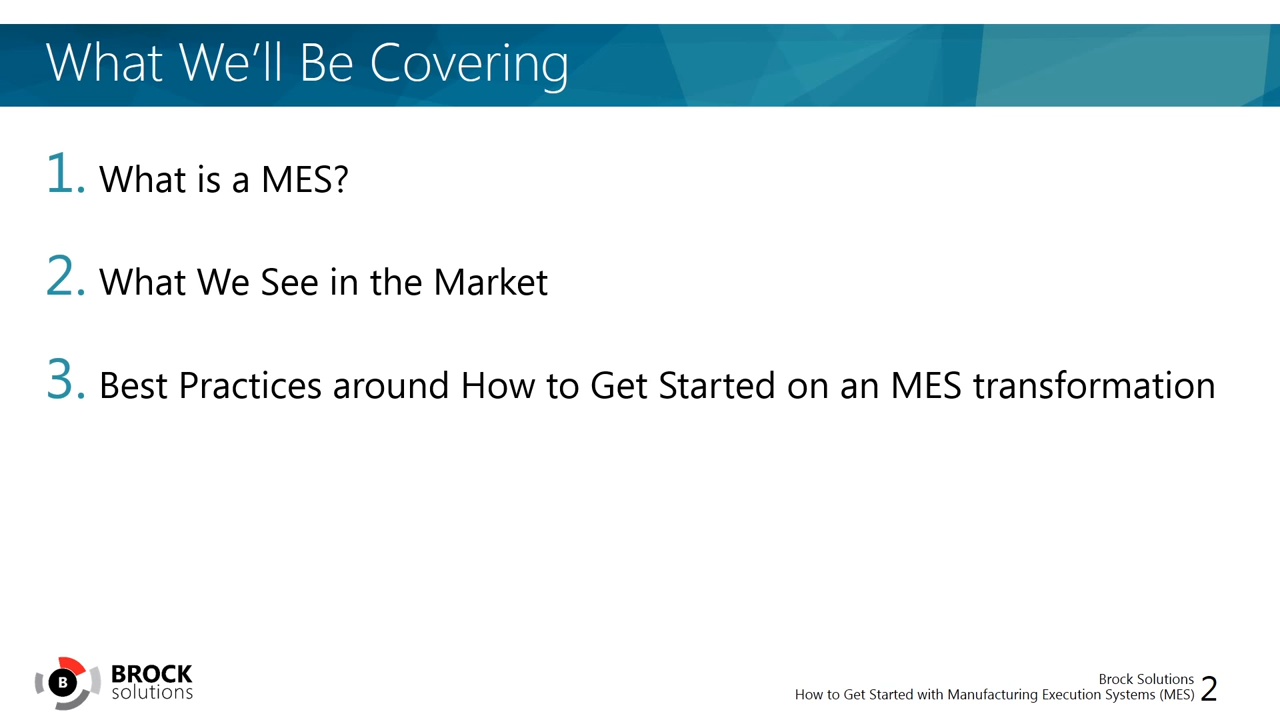 What We’ll Be Covering
1. What is a MES?
2. What We See in the Market
3. Best Practices around How to Get Started on an MES transformation
B
BROCK
solutions
Brock Solutions
How to Get Started with Manufacturing Execution Systems (MES)
2